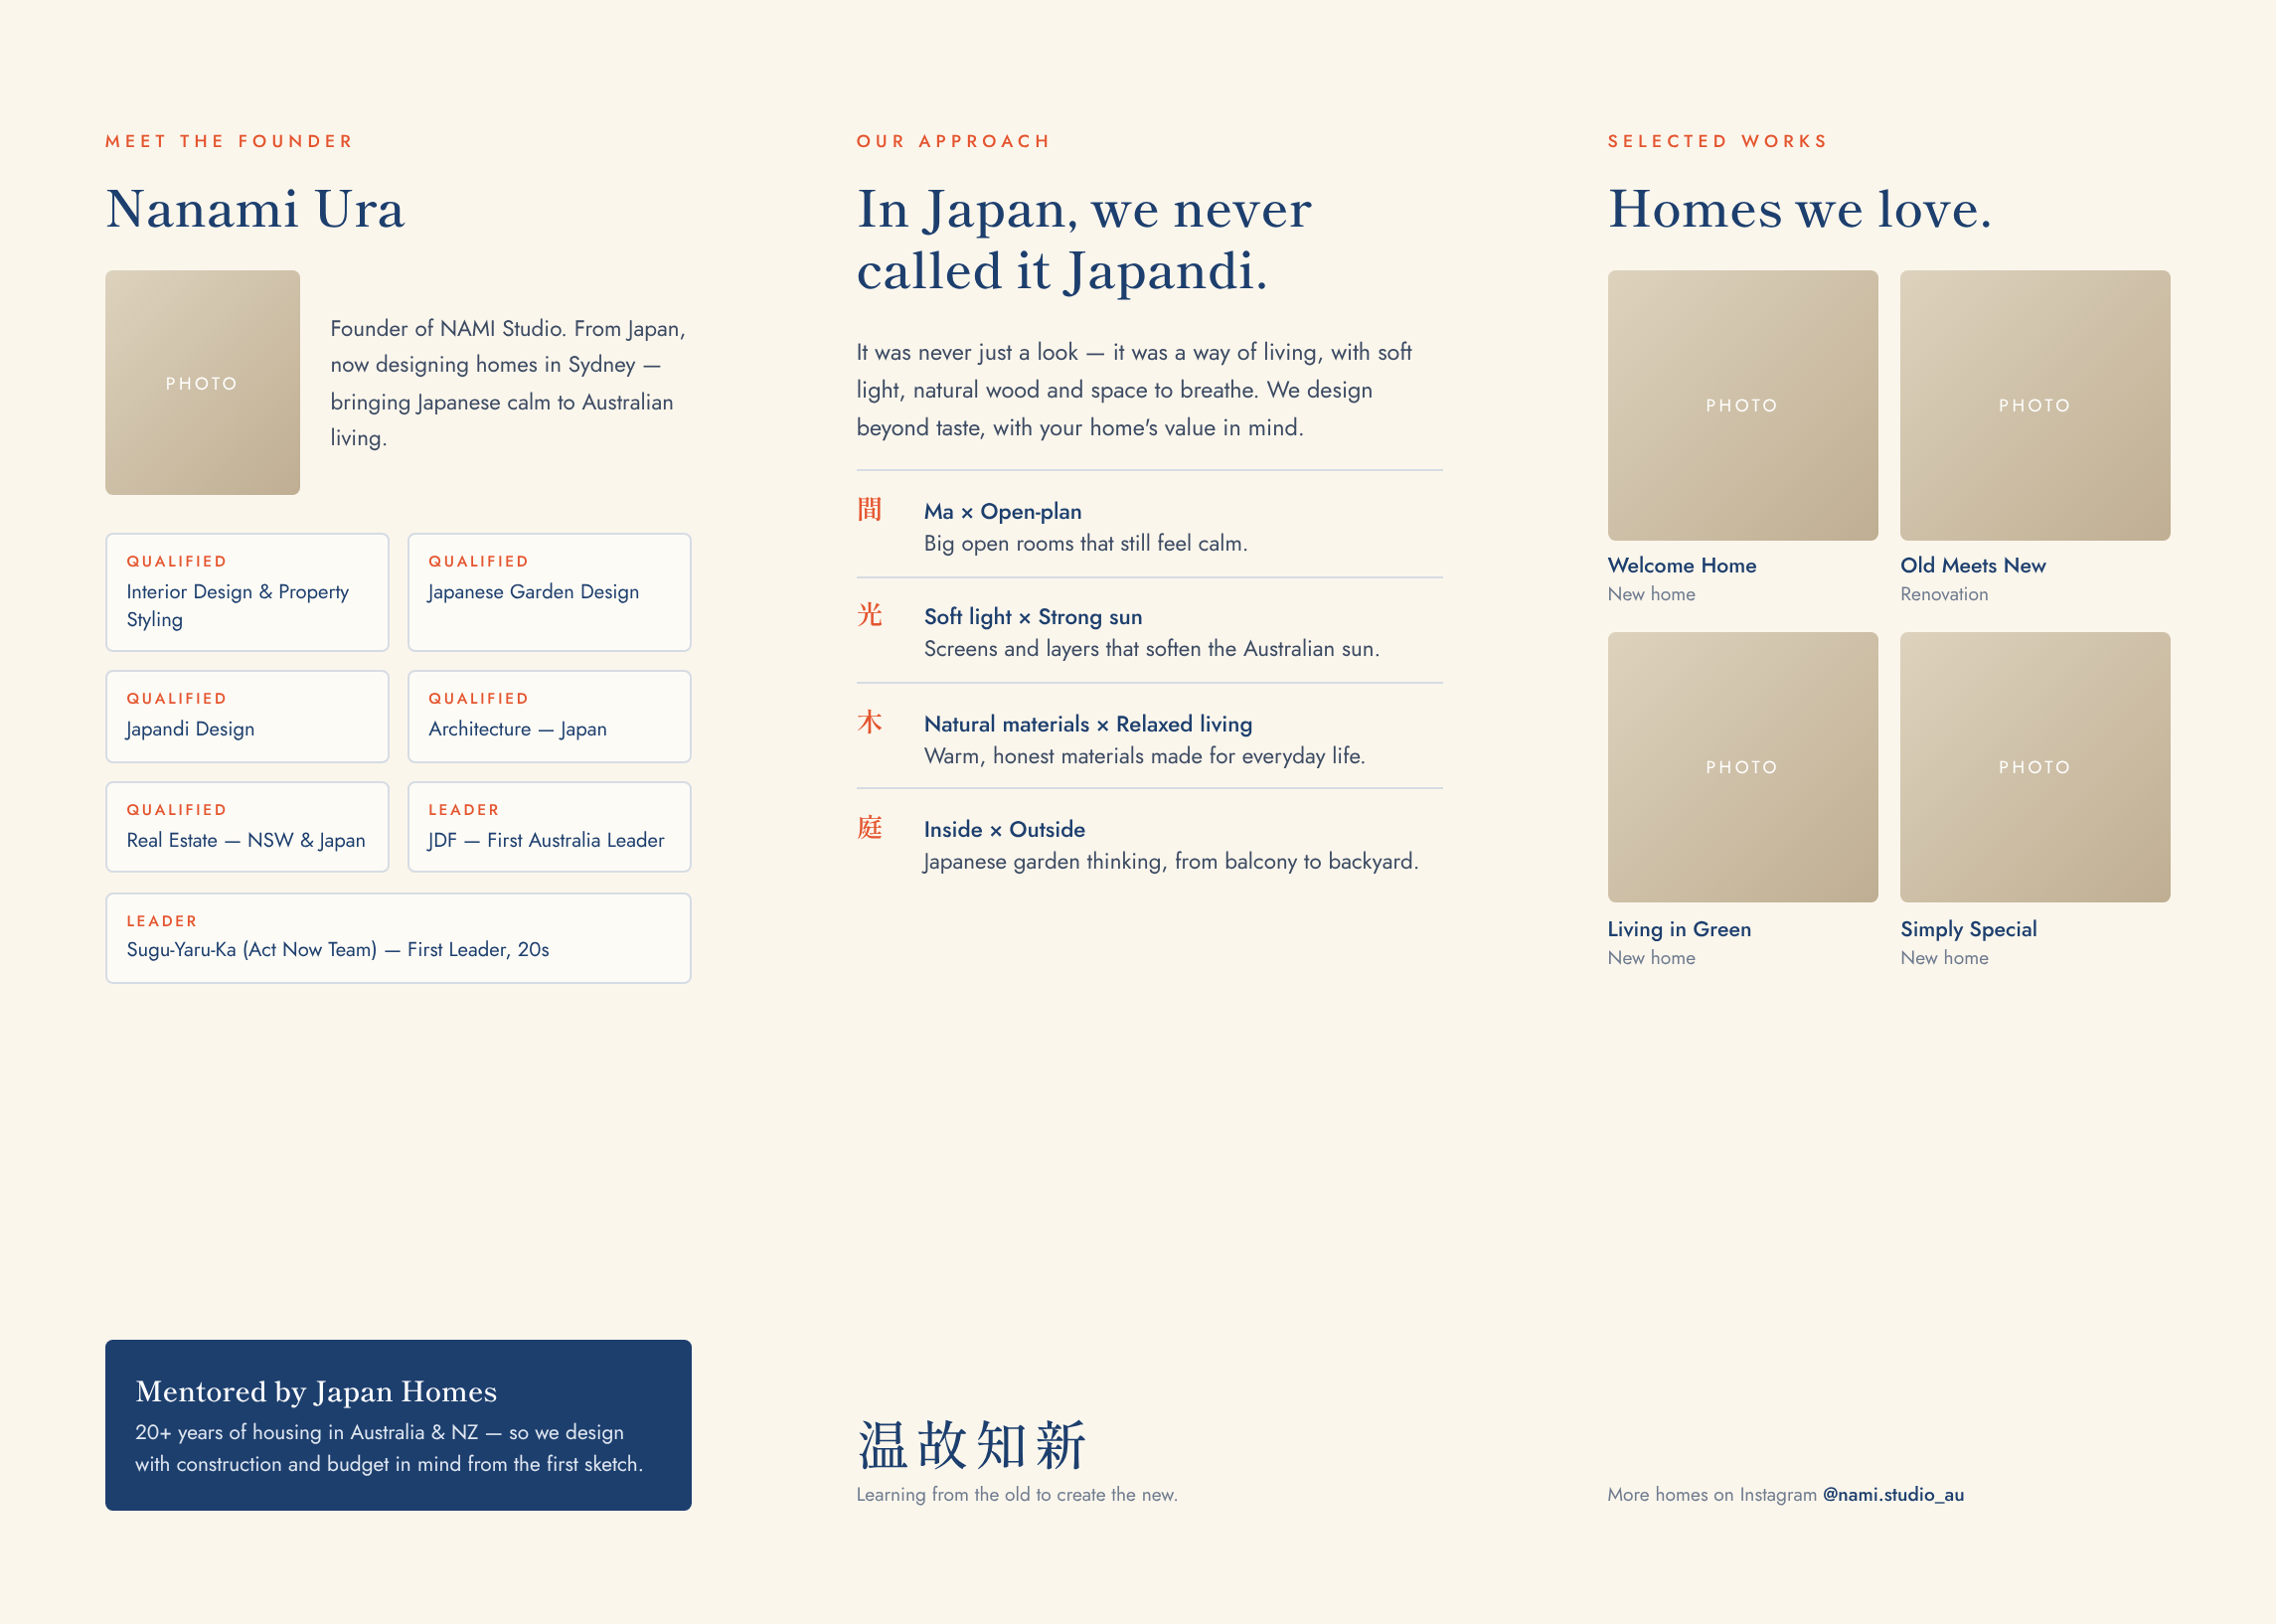 MEET THE FOUNDER
Nanami Ura
PHOTO
Founder of NAMI Studio. From Japan,
now designing homes in Sydney —
bringing Japanese calm to Australian
living.
QUALIFIED
Interior Design & Property
Styling
QUALIFIED
Japanese Garden Design
QUALIFIED
Japandi Design
QUALIFIED
Architecture — Japan
QUALIFIED
Real Estate — NSW & Japan
LEADER
JDF — First Australia Leader
LEADER
Sugu-Yaru-Ka (Act Now Team) — First Leader, 20s
Mentored by Japan Homes
20+ years of housing in Australia & NZ — so we design
with construction and budget in mind from the first sketch.
OUR APPROACH
In Japan, we never
called it Japandi.
It was never just a look — it was a way of living, with soft
light, natural wood and space to breathe. We design
beyond taste, with your home's value in mind.
間
Ma × Open-plan
Big open rooms that still feel calm.
光
Soft light × Strong sun
Screens and layers that soften the Australian sun.
木
Natural materials × Relaxed living
Warm, honest materials made for everyday life.
庭
Inside × Outside
Japanese garden thinking, from balcony to backyard.
温故知新
Learning from the old to create the new.
SELECTED WORKS
Homes we love.
PHOTO
Welcome Home
New home
PHOTO
Old Meets New
Renovation
PHOTO
Living in Green
New home
PHOTO
Simply Special
New home
More homes on Instagram @nami.studio_au